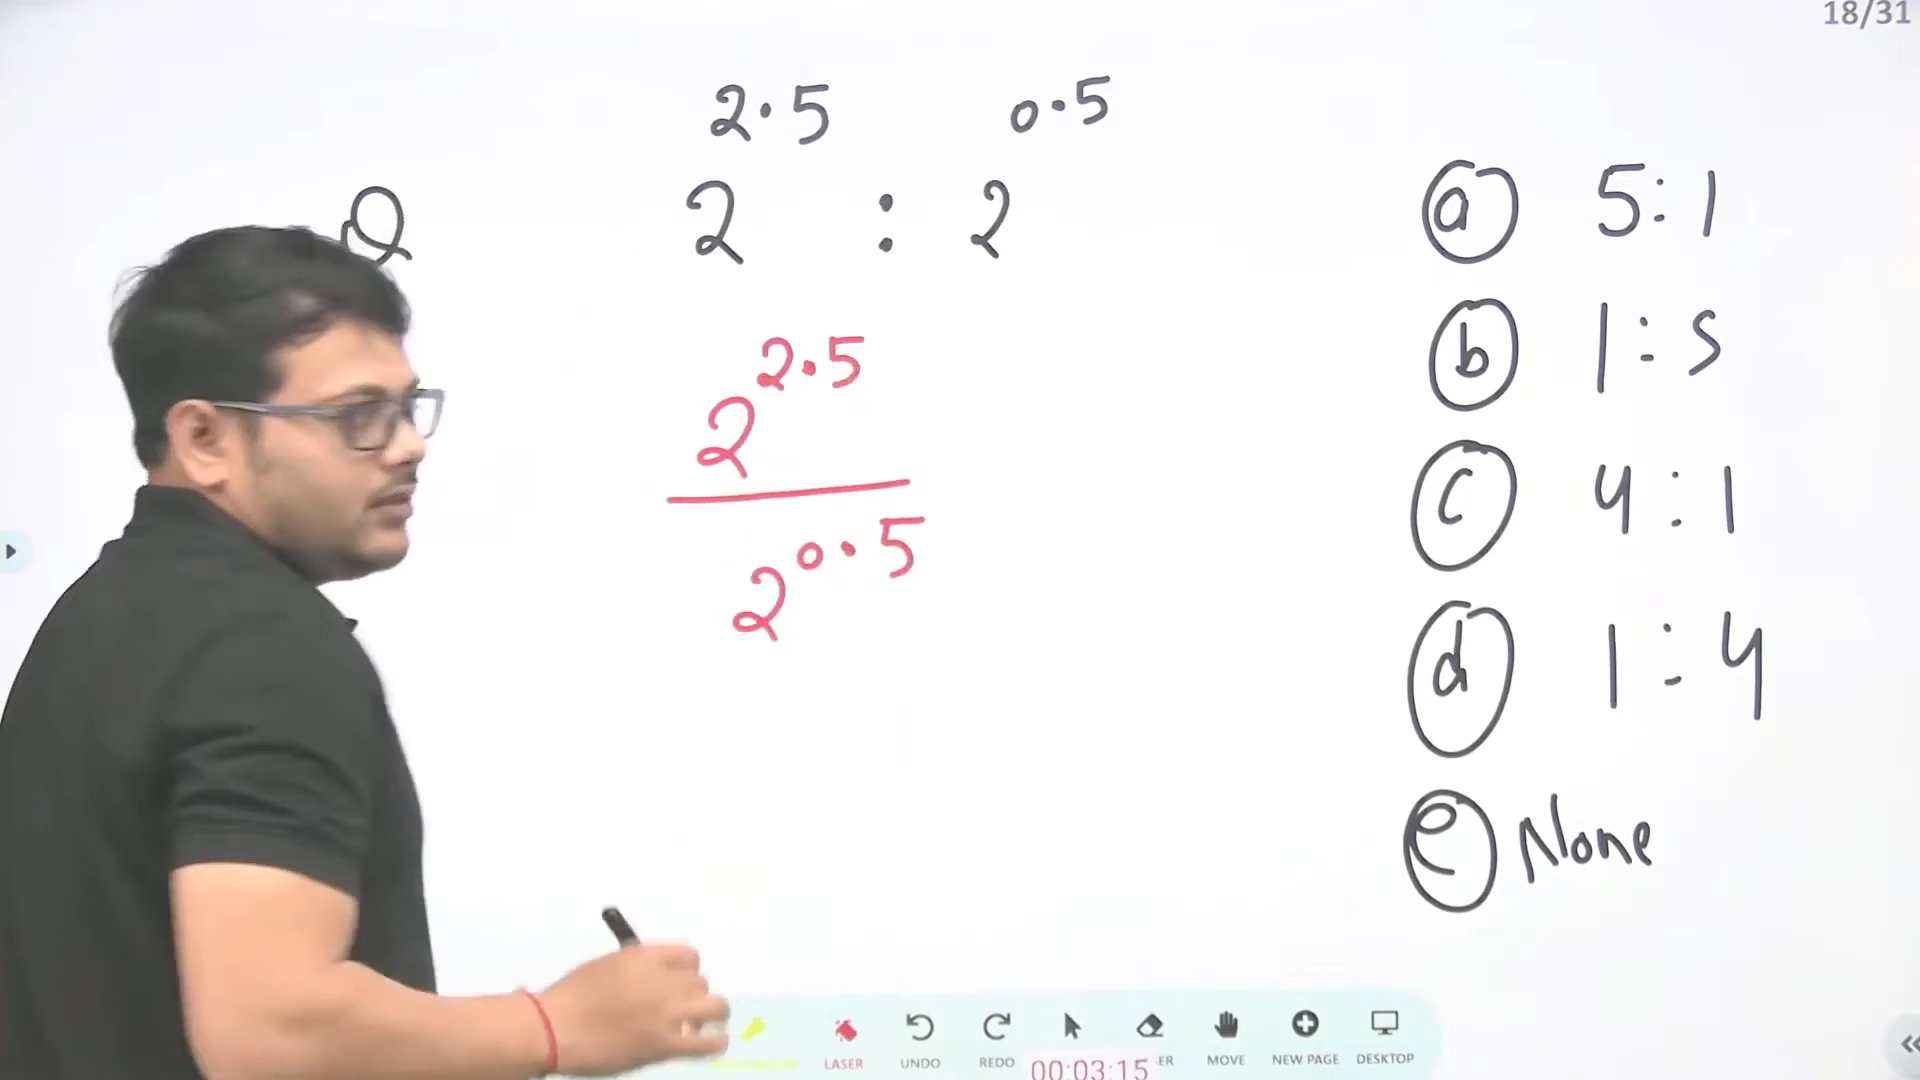 18/31
2.5 0.5
Q 2 : 2
2^2.5
2^0.5
a 5:1
b 1:5
c 4:1
d 1:4
e None
LASER UNDO REDO ER MOVE NEW PAGE DESKTOP
00:03:15